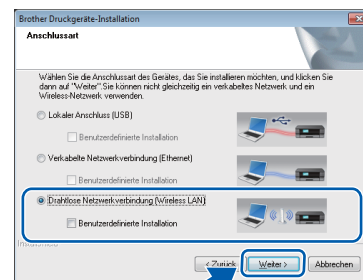 Brother Druckgeräte-Installation
Anschlussart
Wählen Sie die Anschlussart des Gerätes, das Sie installieren möchten, und klicken Sie
dann auf "Weiter".Sie können nicht gleichzeitig ein verkabeltes Netzwerk und ein
Wireless-Netzwerk verwenden.
Lokaler Anschluss (USB)
Benutzerdefinierte Installation
Verkabelte Netzwerkverbindung (Ethernet)
Benutzerdefinierte Installation
Drahtlose Netzwerkverbindung (Wireless LAN)
Benutzerdefinierte Installation
< Zurück Weiter > Abbrechen